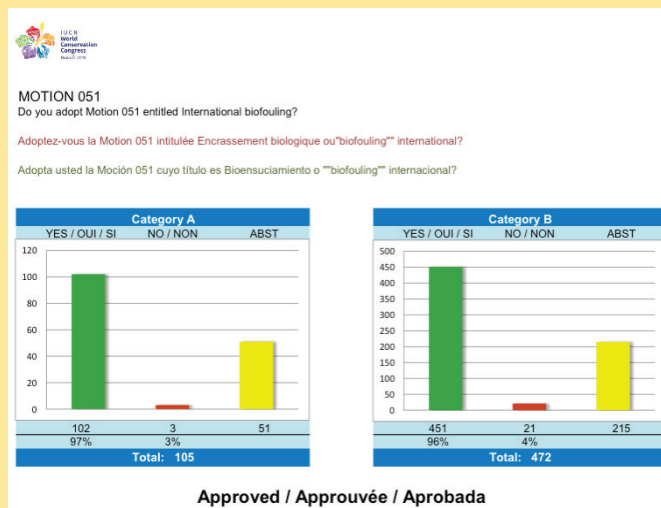 IUCN
World
Conservation
Congress
MOTION 051
Do you adopt Motion 051 entitled International biofouling?
Adoptez-vous la Motion 051 intitulée Encrassement biologique ou"biofouling"" international?
Adopta usted la Moción 051 cuyo título es Bioensuciamiento o ""biofouling"" internacional?
Category A
YES / OUI / SI NO / NON ABST
120
100
80
60
40
20
0
102 3 51
97% 3%
Total: 105
Category B
YES / OUI / SI NO / NON ABST
500
450
400
350
300
250
200
150
100
50
0
451 21 215
96% 4%
Total: 472
Approved / Approuvée / Aprobada